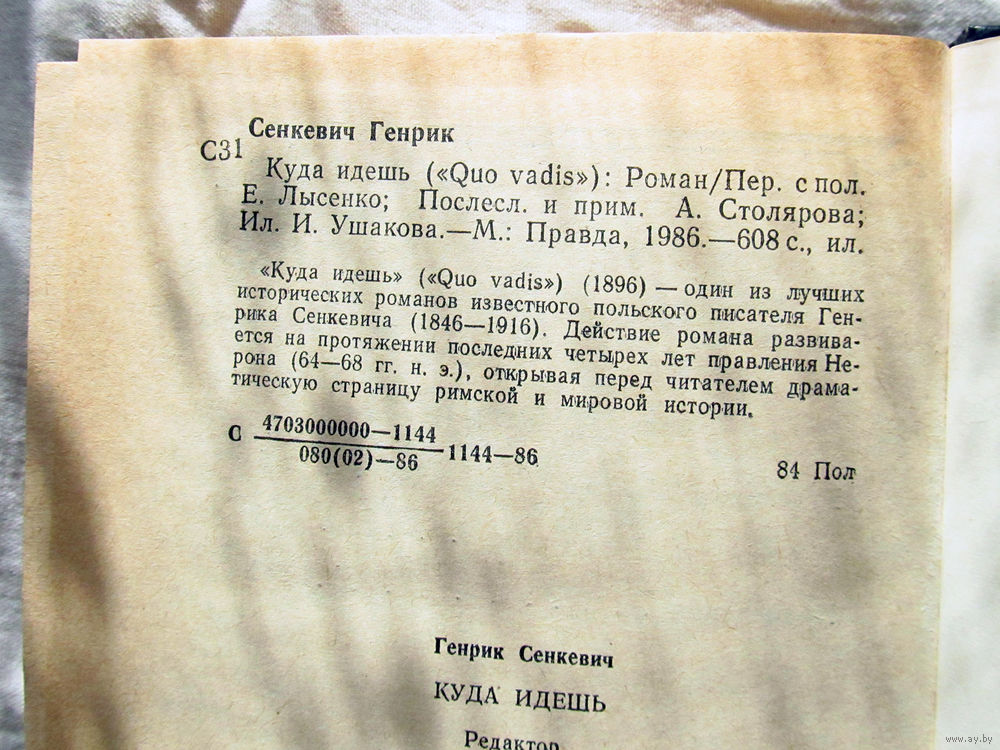 Сенкевич Генрик
С31
Куда идешь («Quo vadis»): Роман/Пер. с пол.
Е. Лысенко; Послесл. и прим. А. Столярова;
Ил. И. Ушакова.—М.: Правда, 1986.—608 с., ил.
«Куда идешь» («Quo vadis») (1896) — один из лучших
исторических романов известного польского писателя Ген-
рика Сенкевича (1846—1916). Действие романа развива-
ется на протяжении последних четырех лет правления Не-
рона (64—68 гг. н. э.), открывая перед читателем драма-
тическую страницу римской и мировой истории.
С 4703000000—1144
080(02)—86 1144—86
84 Пол
Генрик Сенкевич
КУДА ИДЕШЬ
Редактор
www.ay.by